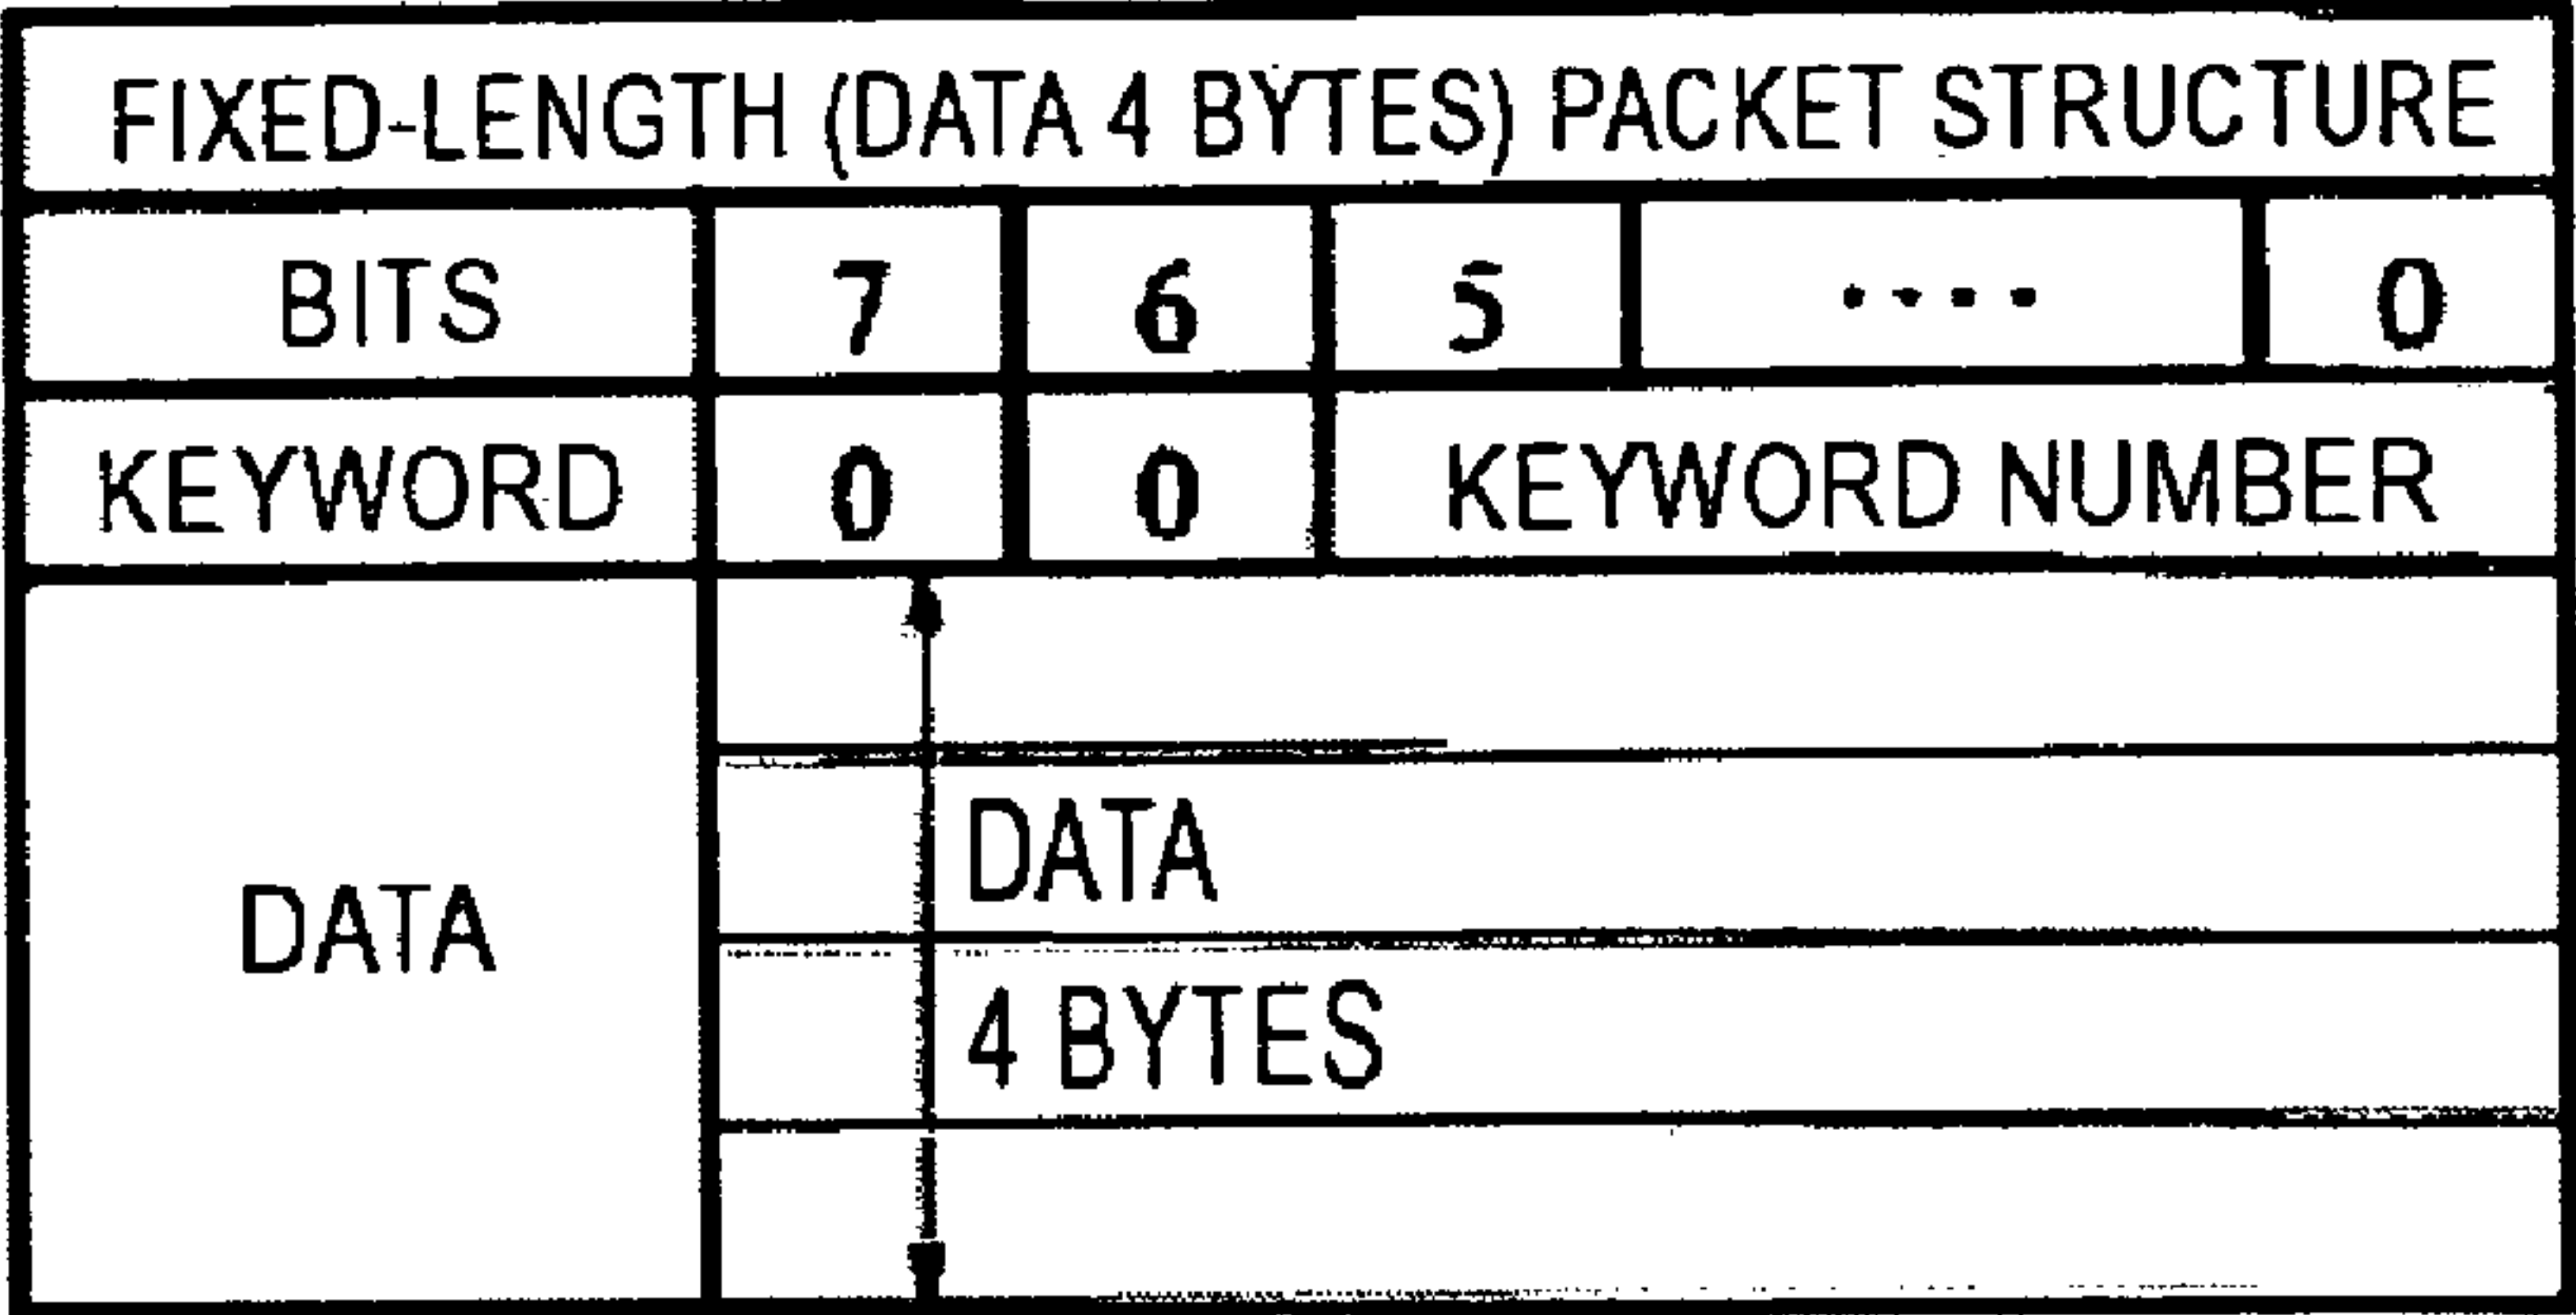 FIXED-LENGTH (DATA 4 BYTES) PACKET STRUCTURE
BITS 7 6 5 ···· 0
KEYWORD 0 0 KEYWORD NUMBER
DATA
DATA
4 BYTES